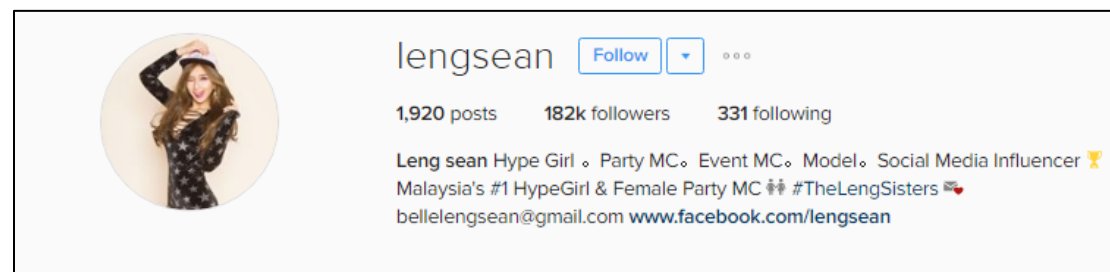 lengsean Follow
1,920 posts 182k followers 331 following
Leng sean Hype Girl 。 Party MC。 Event MC。 Model。 Social Media Influencer 🏆
Malaysia's #1 HypeGirl & Female Party MC 👭 #TheLengSisters 💌
bellelengsean@gmail.com www.facebook.com/lengsean